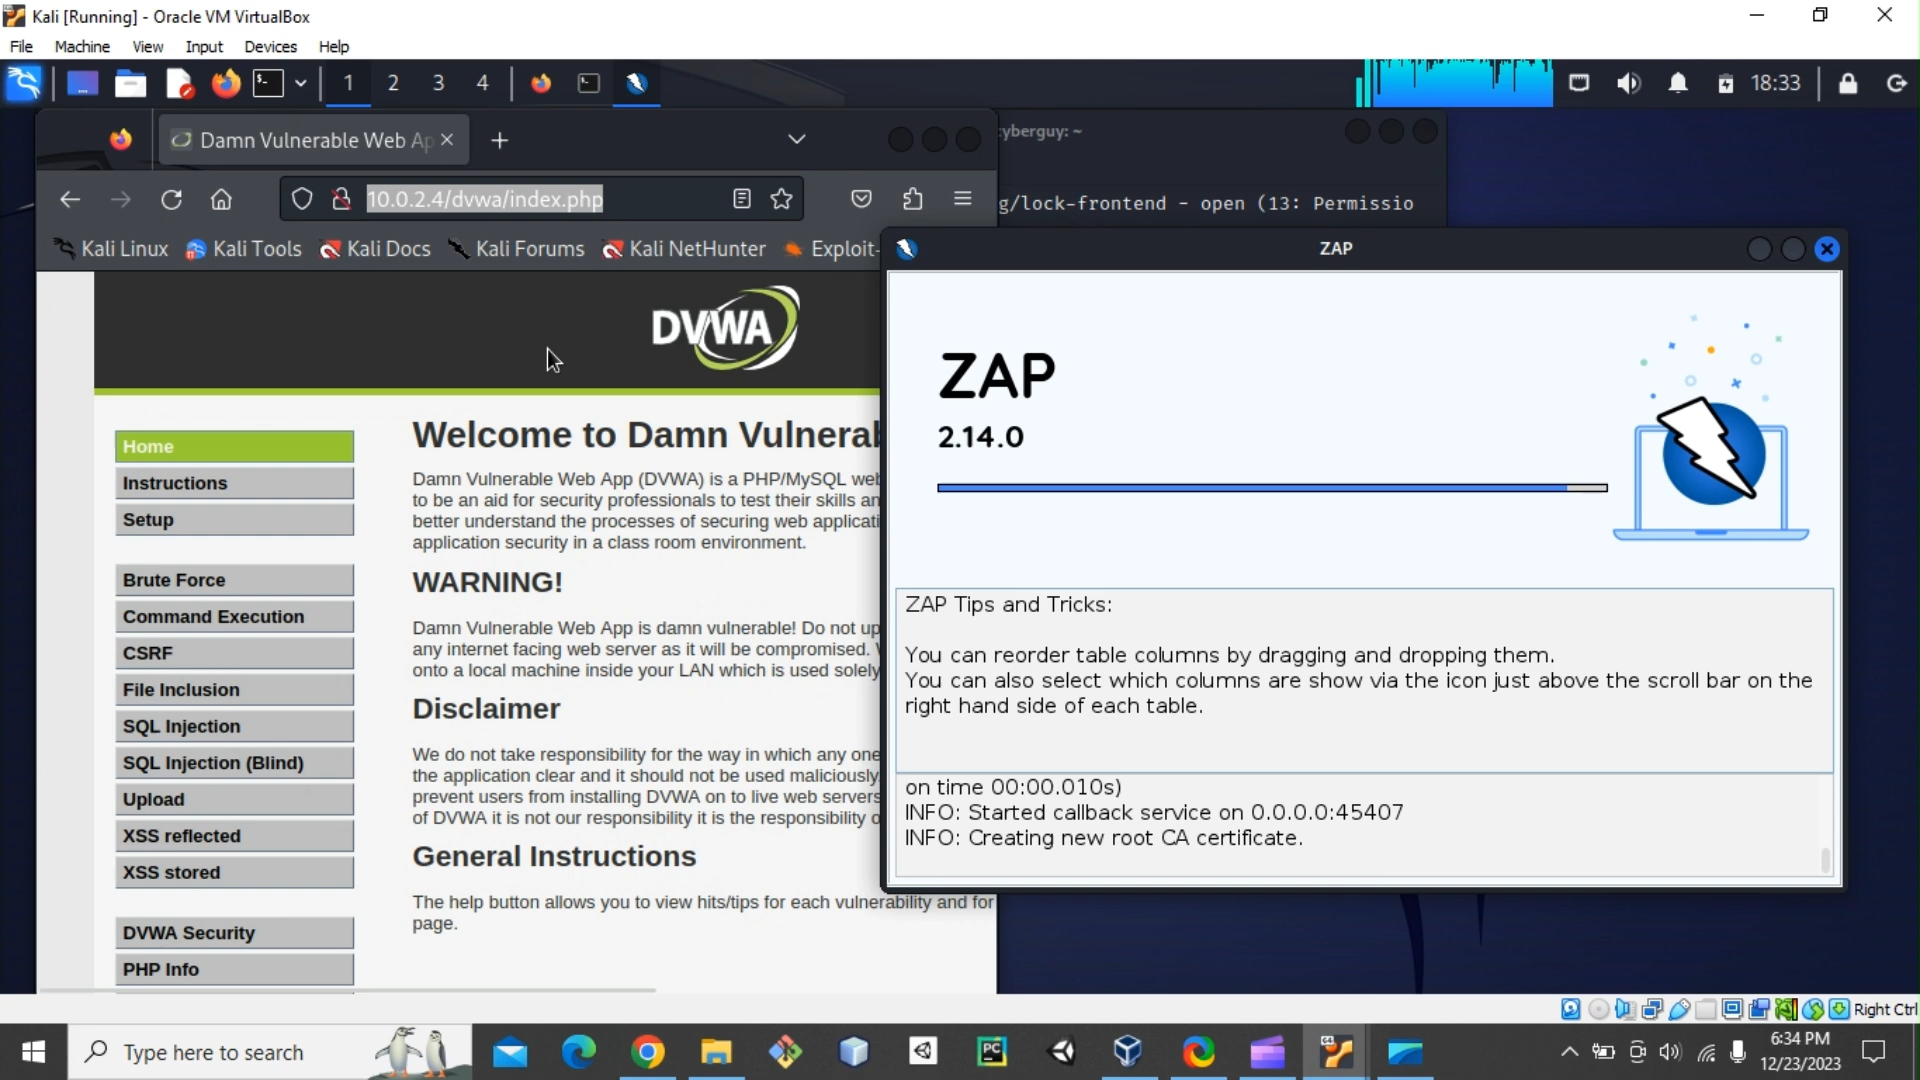 Kali [Running] - Oracle VM VirtualBox
File Machine View Input Devices Help
1 2 3 4
18:33
Damn Vulnerable Web Ap
yberguy: ~
10.0.2.4/dvwa/index.php
g/lock-frontend - open (13: Permissio
Kali Linux Kali Tools Kali Docs Kali Forums Kali NetHunter Exploit-
ZAP
DVWA
ZAP
2.14.0
Home
Instructions
Setup
Brute Force
Command Execution
CSRF
File Inclusion
SQL Injection
SQL Injection (Blind)
Upload
XSS reflected
XSS stored
DVWA Security
PHP Info
Welcome to Damn Vulnerab
Damn Vulnerable Web App (DVWA) is a PHP/MySQL web
to be an aid for security professionals to test their skills an
better understand the processes of securing web applicati
application security in a class room environment.
WARNING!
Damn Vulnerable Web App is damn vulnerable! Do not up
any internet facing web server as it will be compromised.
onto a local machine inside your LAN which is used solely
Disclaimer
We do not take responsibility for the way in which any one
the application clear and it should not be used maliciously.
prevent users from installing DVWA on to live web servers
of DVWA it is not our responsibility it is the responsibility o
General Instructions
The help button allows you to view hits/tips for each vulnerability and for
page.
ZAP Tips and Tricks:
You can reorder table columns by dragging and dropping them.
You can also select which columns are show via the icon just above the scroll bar on the
right hand side of each table.
on time 00:00.010s)
INFO: Started callback service on 0.0.0.0:45407
INFO: Creating new root CA certificate.
Right Ctrl
Type here to search
PC
64
6:34 PM
12/23/2023